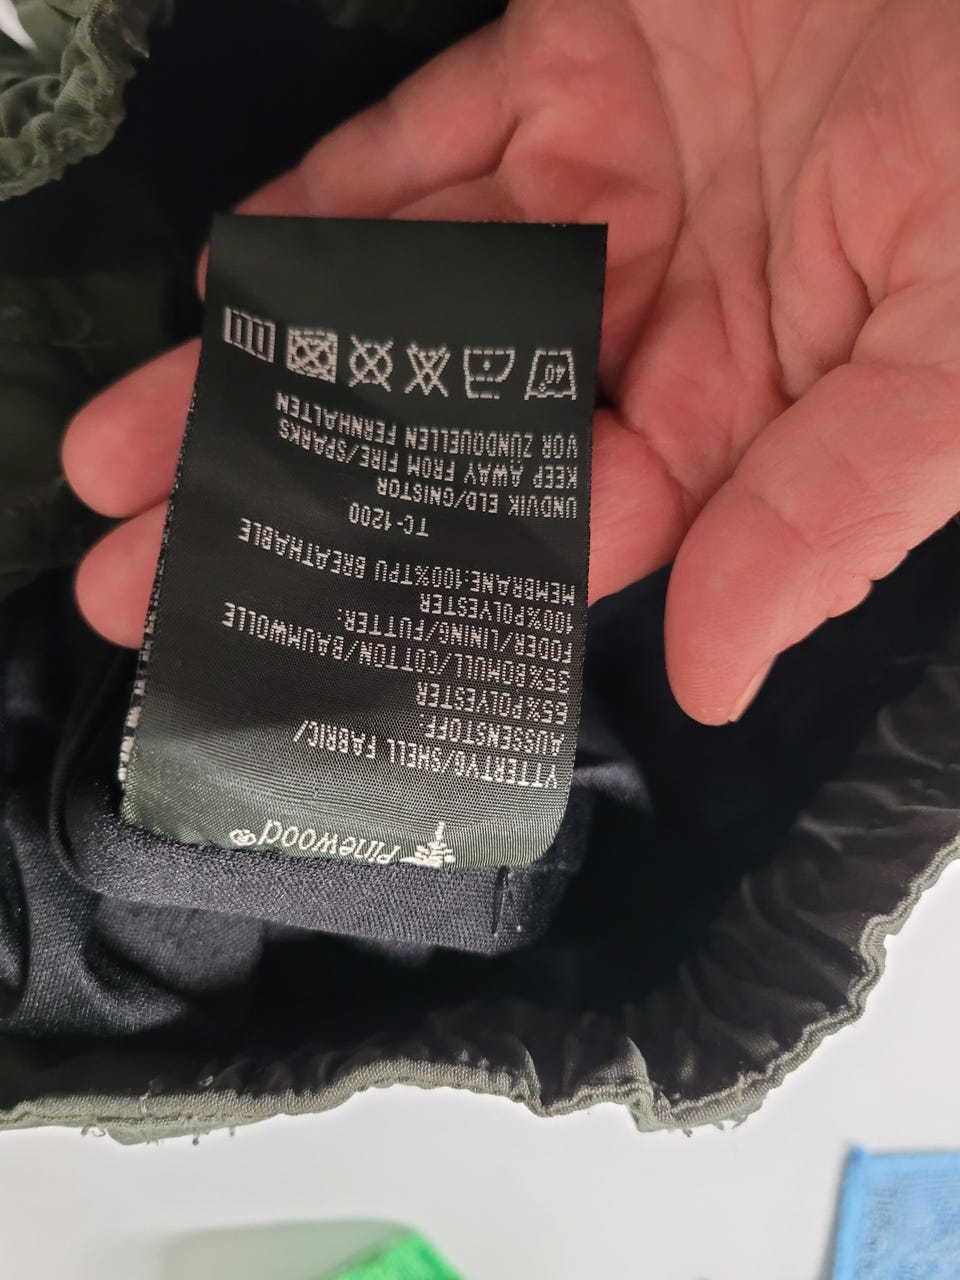 Pinewood®
YTTERTYG/SHELL FABRIC/
AUSSENSTOFF:
65%POLYESTER
35%BOMULL/COTTON/BAUMWOLLE
FODER/LINING/FUTTER:
100%POLYESTER
MEMBRANE:100%TPU BREATHABLE
TC-1200
UNDVIK ELD/GNISTOR
KEEP AWAY FROM FIRE/SPARKS
VOR ZÜNDQUELLEN FERNHALTEN
40°